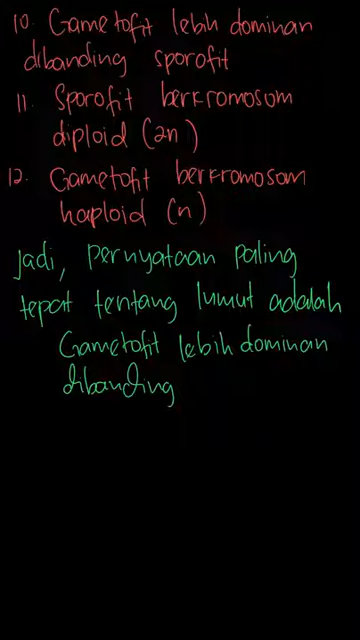 10. Gametofit lebih dominan
dibanding sporofit
11. Sporofit berkromosom
diploid (2n)
12. Gametofit berkromosom
haploid (n)
Jadi, pernyataan paling
tepat tentang lumut adalah
Gametofit lebih dominan
dibanding